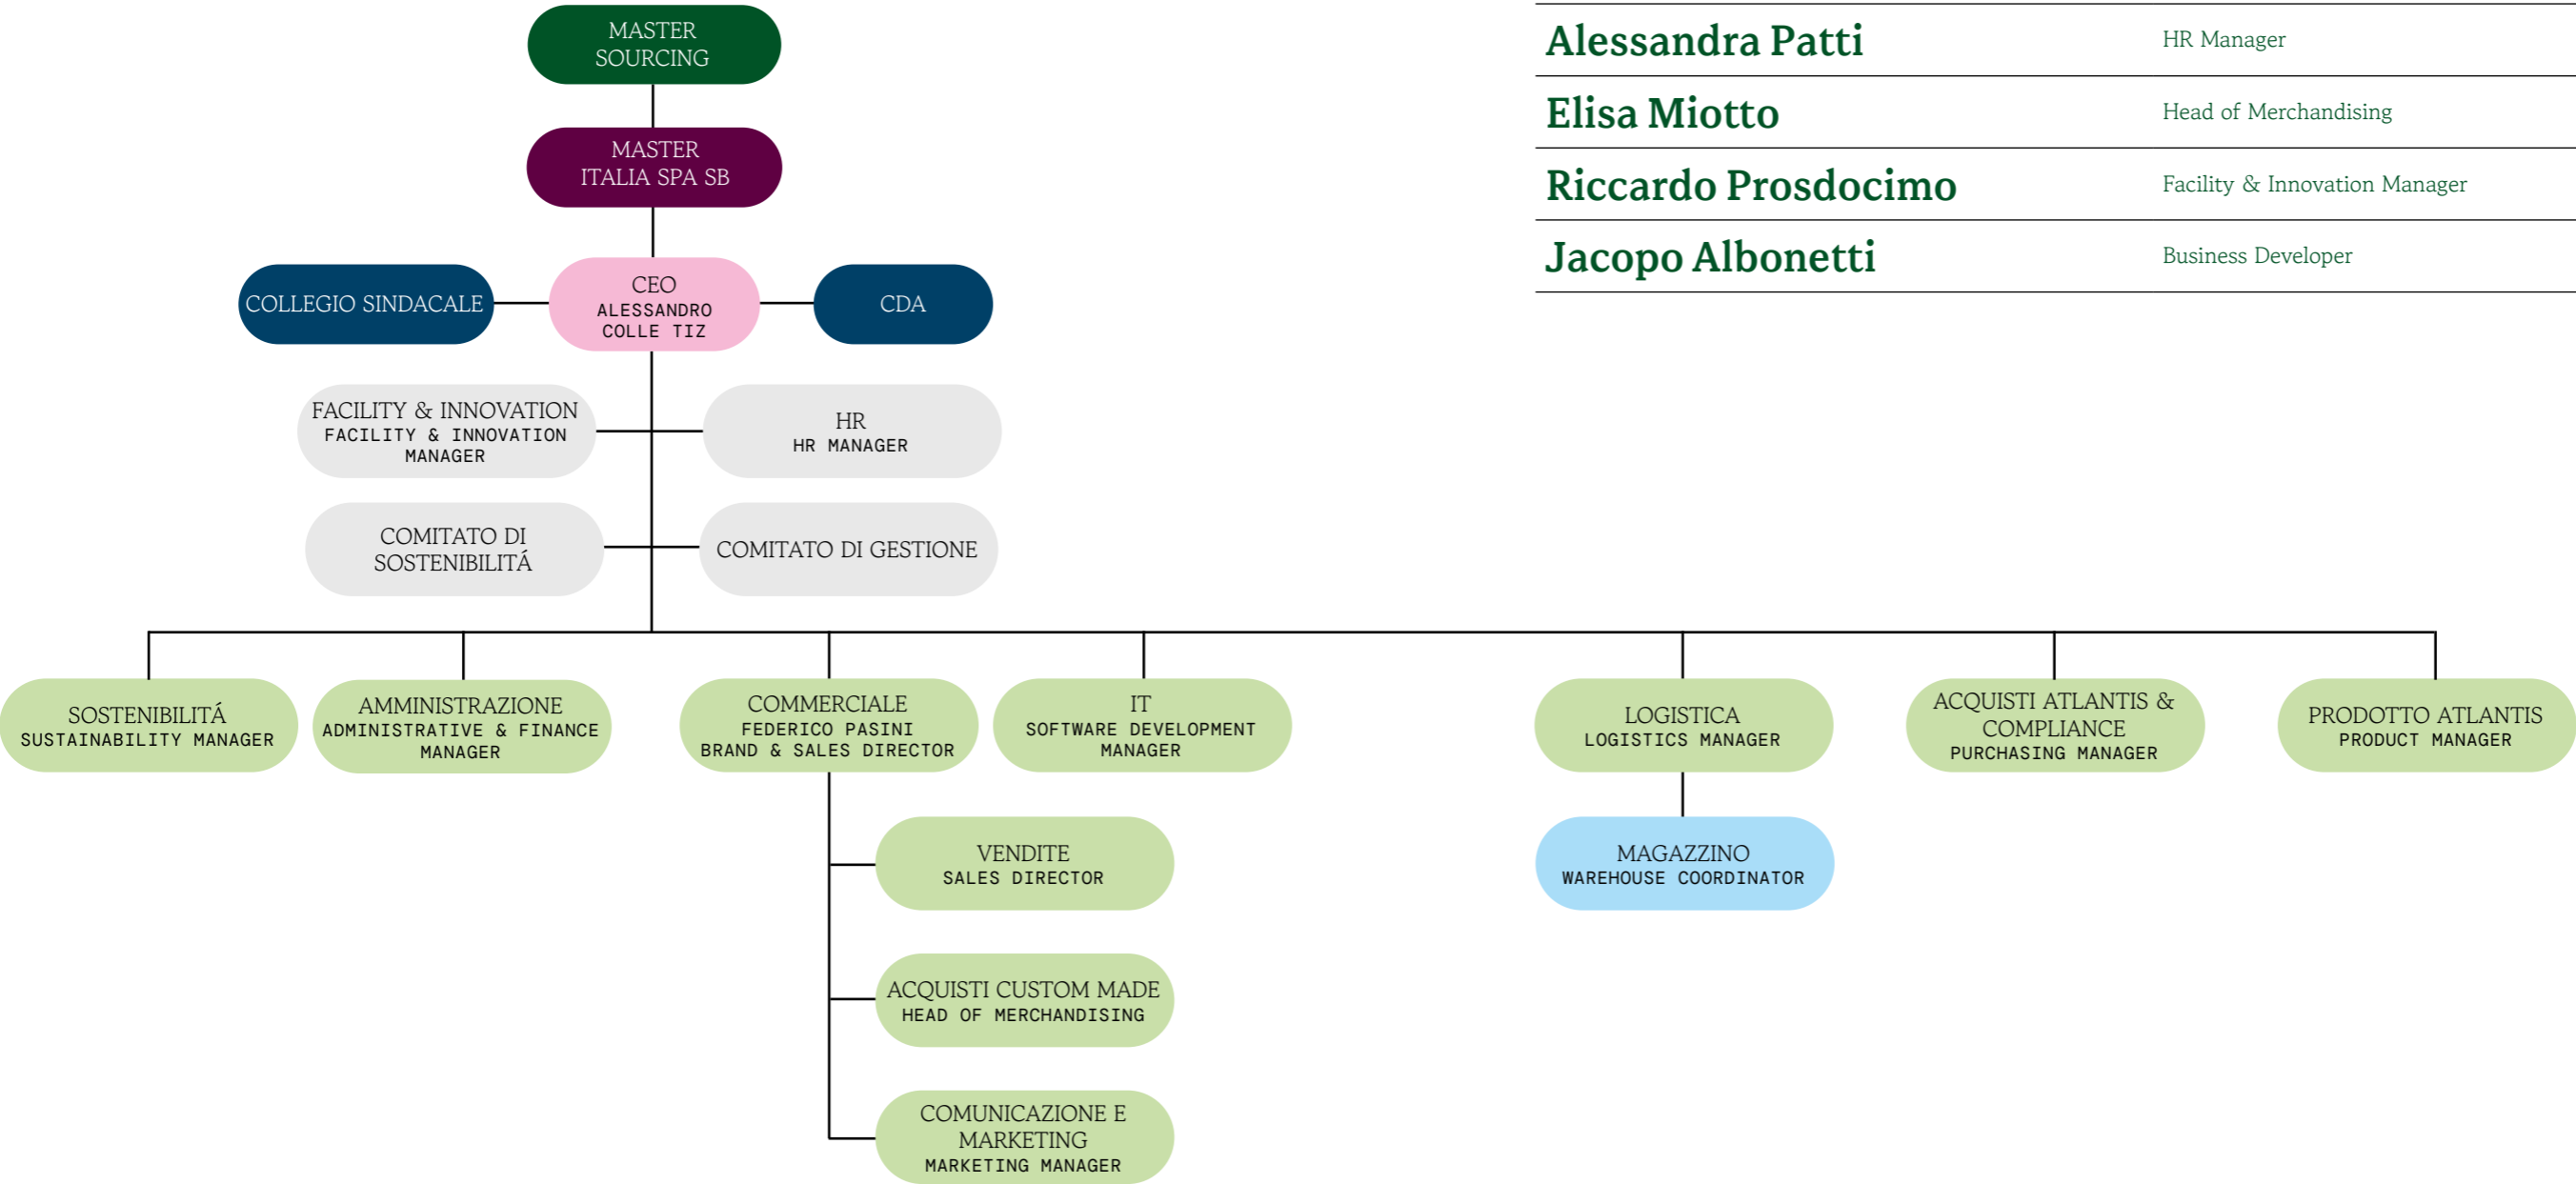 MASTER
SOURCING
Alessandra Patti HR Manager
Elisa Miotto Head of Merchandising
MASTER
ITALIA SPA SB
Riccardo Prosdocimo Facility & Innovation Manager
Jacopo Albonetti Business Developer
COLLEGIO SINDACALE
CEO
ALESSANDRO
COLLE TIZ
CDA
FACILITY & INNOVATION
FACILITY & INNOVATION
MANAGER
HR
HR MANAGER
COMITATO DI
SOSTENIBILITÁ
COMITATO DI GESTIONE
SOSTENIBILITÁ
SUSTAINABILITY MANAGER
AMMINISTRAZIONE
ADMINISTRATIVE & FINANCE
MANAGER
COMMERCIALE
FEDERICO PASINI
BRAND & SALES DIRECTOR
IT
SOFTWARE DEVELOPMENT
MANAGER
LOGISTICA
LOGISTICS MANAGER
ACQUISTI ATLANTIS &
COMPLIANCE
PURCHASING MANAGER
PRODOTTO ATLANTIS
PRODUCT MANAGER
VENDITE
SALES DIRECTOR
MAGAZZINO
WAREHOUSE COORDINATOR
ACQUISTI CUSTOM MADE
HEAD OF MERCHANDISING
COMUNICAZIONE E
MARKETING
MARKETING MANAGER